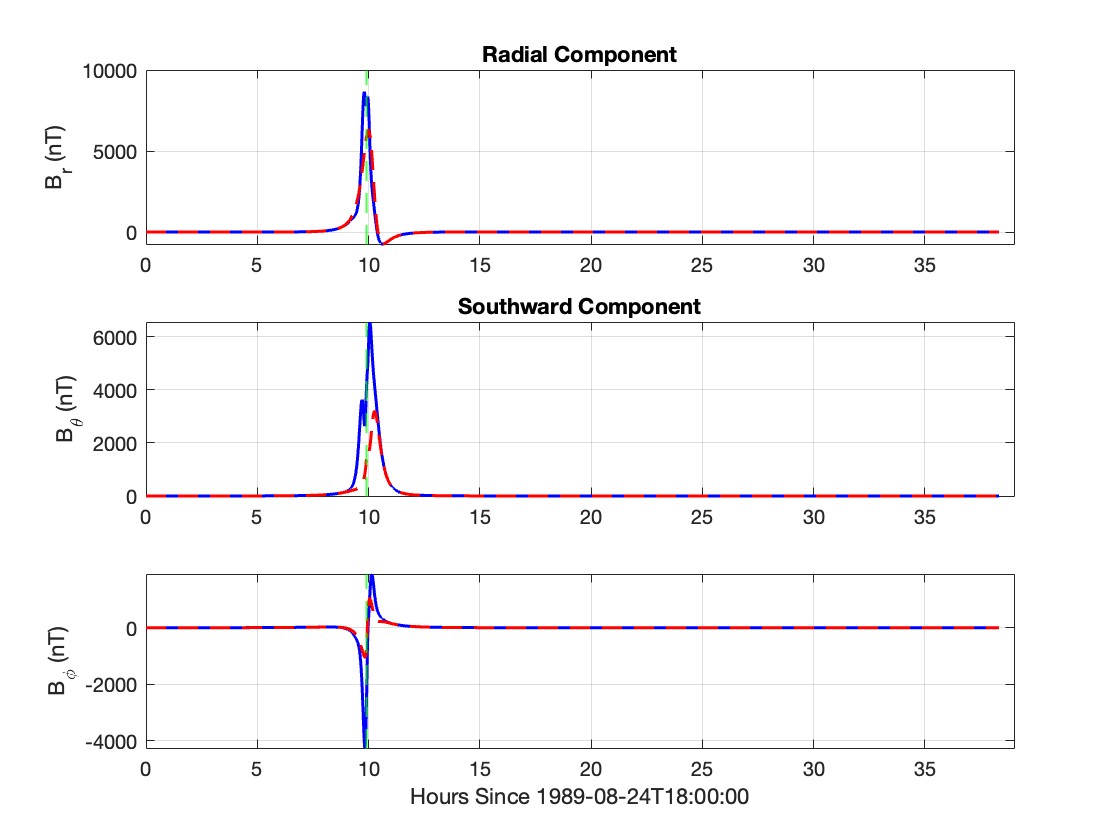 Radial Component
B_r (nT)
10000
5000
0
0 5 10 15 20 25 30 35
Southward Component
B_θ (nT)
6000
4000
2000
0
0 5 10 15 20 25 30 35
B_ϕ (nT)
0
-2000
-4000
0 5 10 15 20 25 30 35
Hours Since 1989-08-24T18:00:00